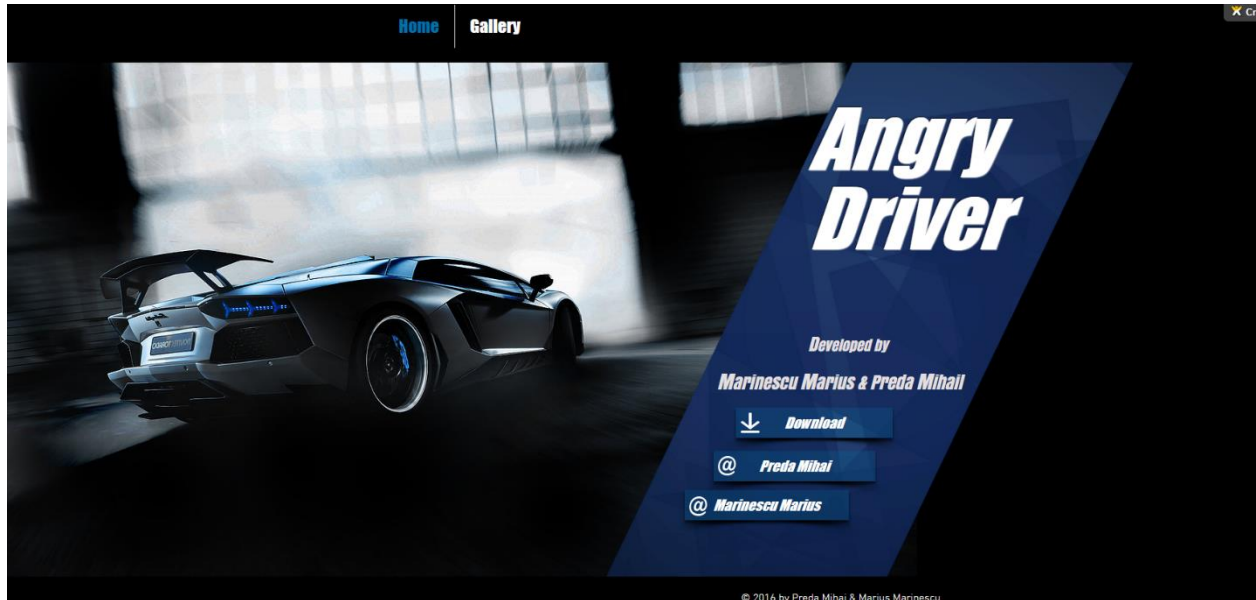 Home
Gallery
Cr
Angry
Driver
Developed by
Marinescu Marius & Preda Mihail
Download
@ Preda Mihai
@ Marinescu Marius
© 2016 by Preda Mihai & Marius Marinescu